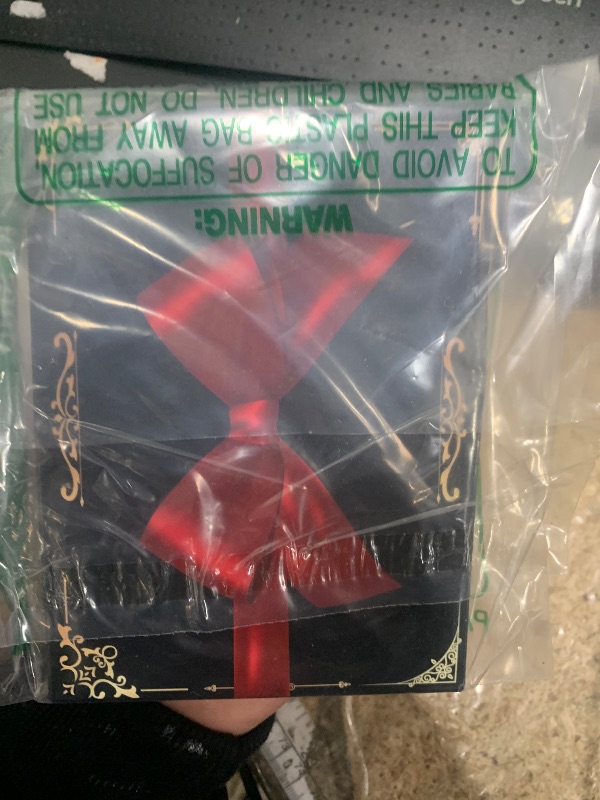 WARNING:
TO AVOID DANGER OF SUFFOCATION,
KEEP THIS PLASTIC BAG AWAY FROM
BABIES AND CHILDREN. DO NOT USE